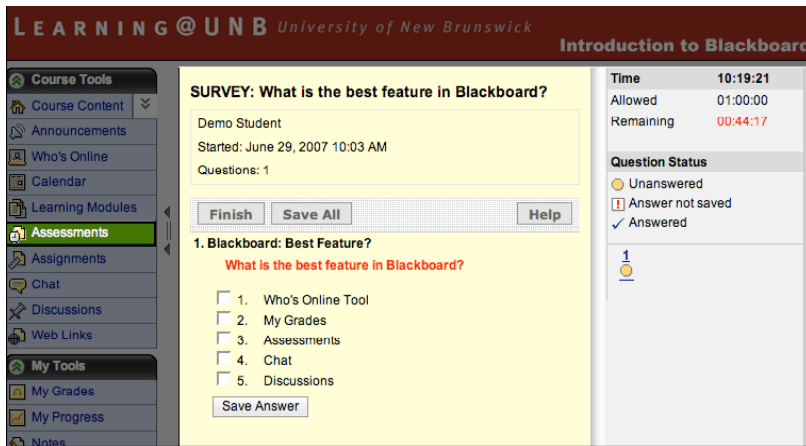 LEARNING@UNB University of New Brunswick
Introduction to Blackboard
Course Tools
Course Content
Announcements
Who's Online
Calendar
Learning Modules
Assessments
Assignments
Chat
Discussions
Web Links
My Tools
My Grades
My Progress
Notes
SURVEY: What is the best feature in Blackboard?
Demo Student
Started: June 29, 2007 10:03 AM
Questions: 1
Finish Save All Help
1. Blackboard: Best Feature?
What is the best feature in Blackboard?
1. Who's Online Tool
2. My Grades
3. Assessments
4. Chat
5. Discussions
Save Answer
Time 10:19:21
Allowed 01:00:00
Remaining 00:44:17
Question Status
Unanswered
Answer not saved
Answered
1